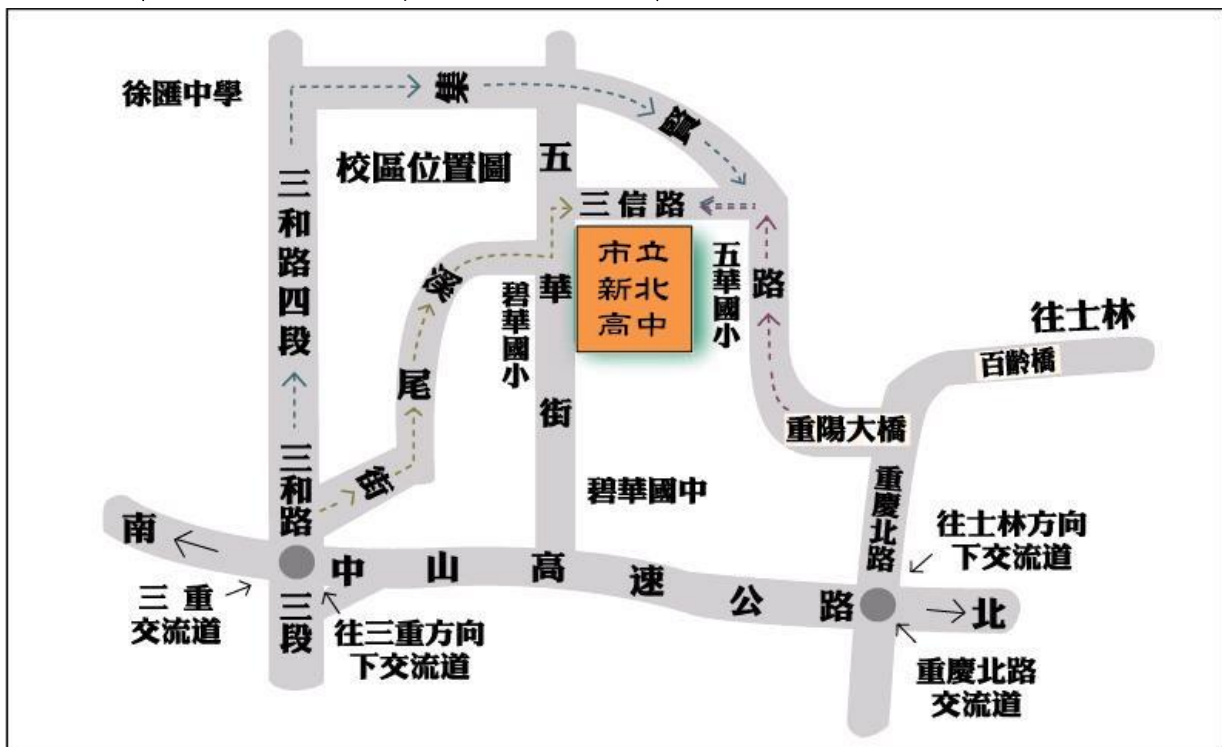 徐匯中學
集賢路
校區位置圖
五華街
三信路
三和路四段
市立
新北
高中
五華國小
溪尾街
碧華國小
往士林
百齡橋
重陽大橋
三和路三段
碧華國中
重慶北路
南
中山高速公路
北
往士林方向
下交流道
三重
交流道
往三重方向
下交流道
重慶北路
交流道